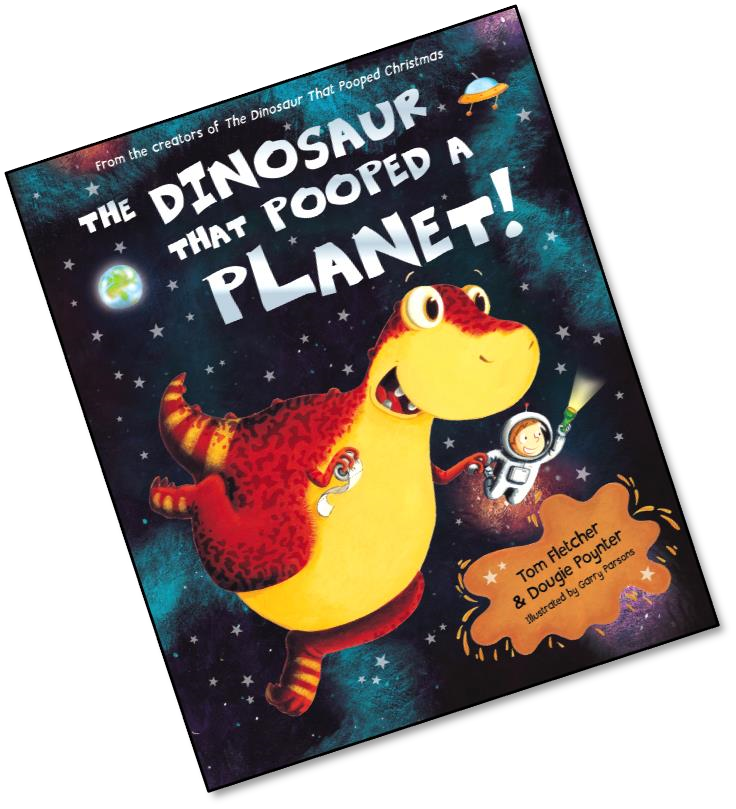 From the creators of The Dinosaur That Pooped Christmas
THE DINOSAUR
THAT POOPED A
PLANET!
Tom Fletcher
& Dougie Poynter
Illustrated by Garry Parsons